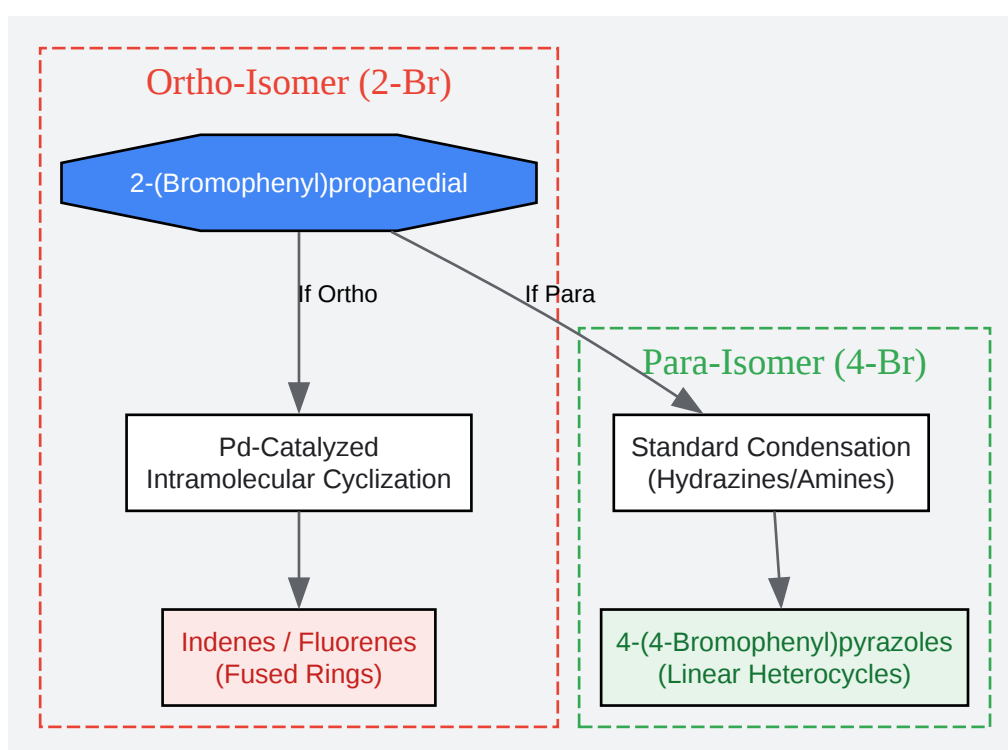 Ortho-Isomer (2-Br)
2-(Bromophenyl)propanedial
If Ortho
If Para
Para-Isomer (4-Br)
Pd-Catalyzed
Intramolecular Cyclization
Standard Condensation
(Hydrazines/Amines)
Indenes / Fluorenes
(Fused Rings)
4-(4-Bromophenyl)pyrazoles
(Linear Heterocycles)